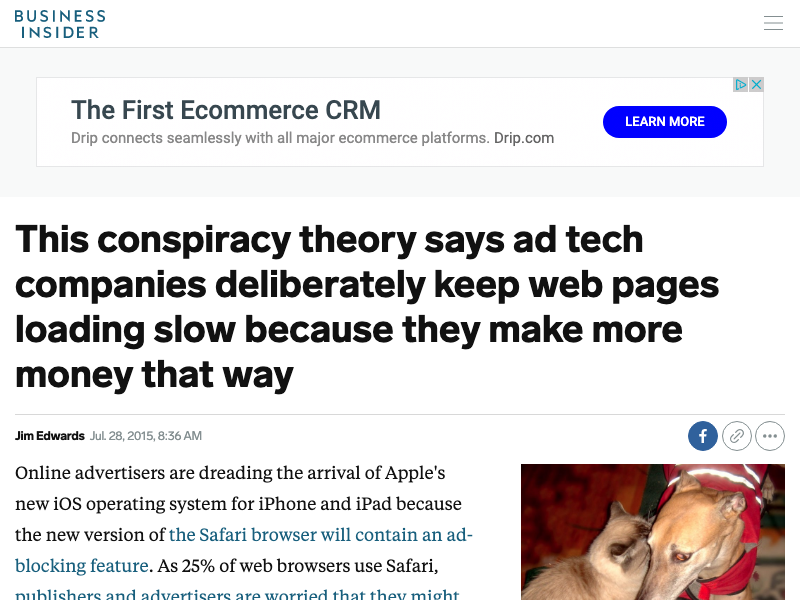 BUSINESS
INSIDER
The First Ecommerce CRM
Drip connects seamlessly with all major ecommerce platforms. Drip.com
LEARN MORE
This conspiracy theory says ad tech
companies deliberately keep web pages
loading slow because they make more
money that way
Jim Edwards Jul. 28, 2015, 8:36 AM
Online advertisers are dreading the arrival of Apple's
new iOS operating system for iPhone and iPad because
the new version of the Safari browser will contain an ad-
blocking feature. As 25% of web browsers use Safari,
publishers and advertisers are worried that they might